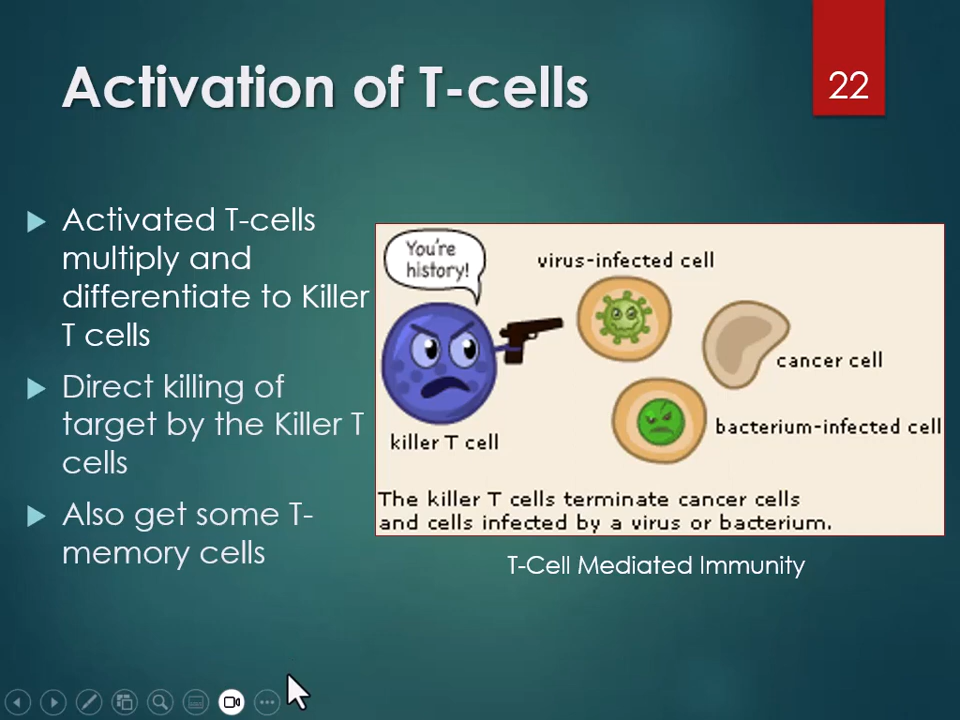 Activation of T-cells
22
Activated T-cells
multiply and
differentiate to Killer
T cells
Direct killing of
target by the Killer T
cells
Also get some T-
memory cells
You're
history!
virus-infected cell
cancer cell
bacterium-infected cell
killer T cell
The killer T cells terminate cancer cells
and cells infected by a virus or bacterium.
T-Cell Mediated Immunity